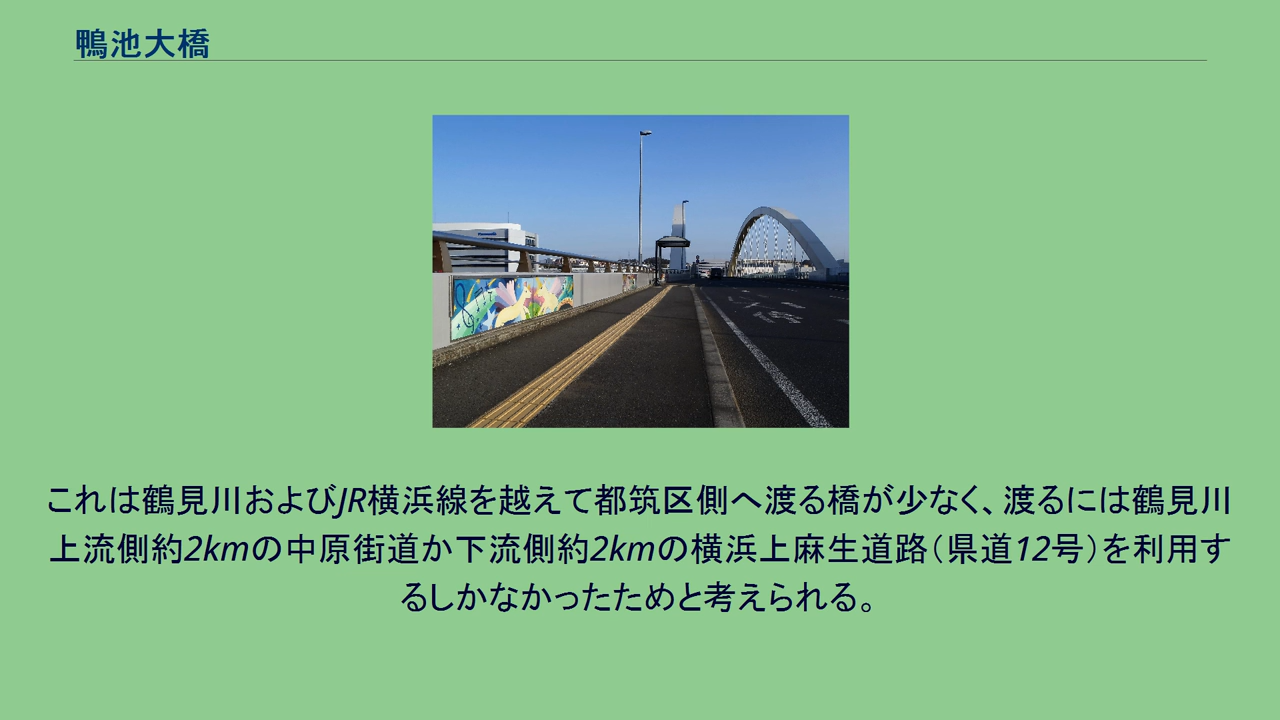 鴨池大橋
これは鶴見川およびJR横浜線を越えて都筑区側へ渡る橋が少なく、渡るには鶴見川
上流側約2kmの中原街道か下流側約2kmの横浜上麻生道路（県道12号）を利用す
るしかなかったためと考えられる。